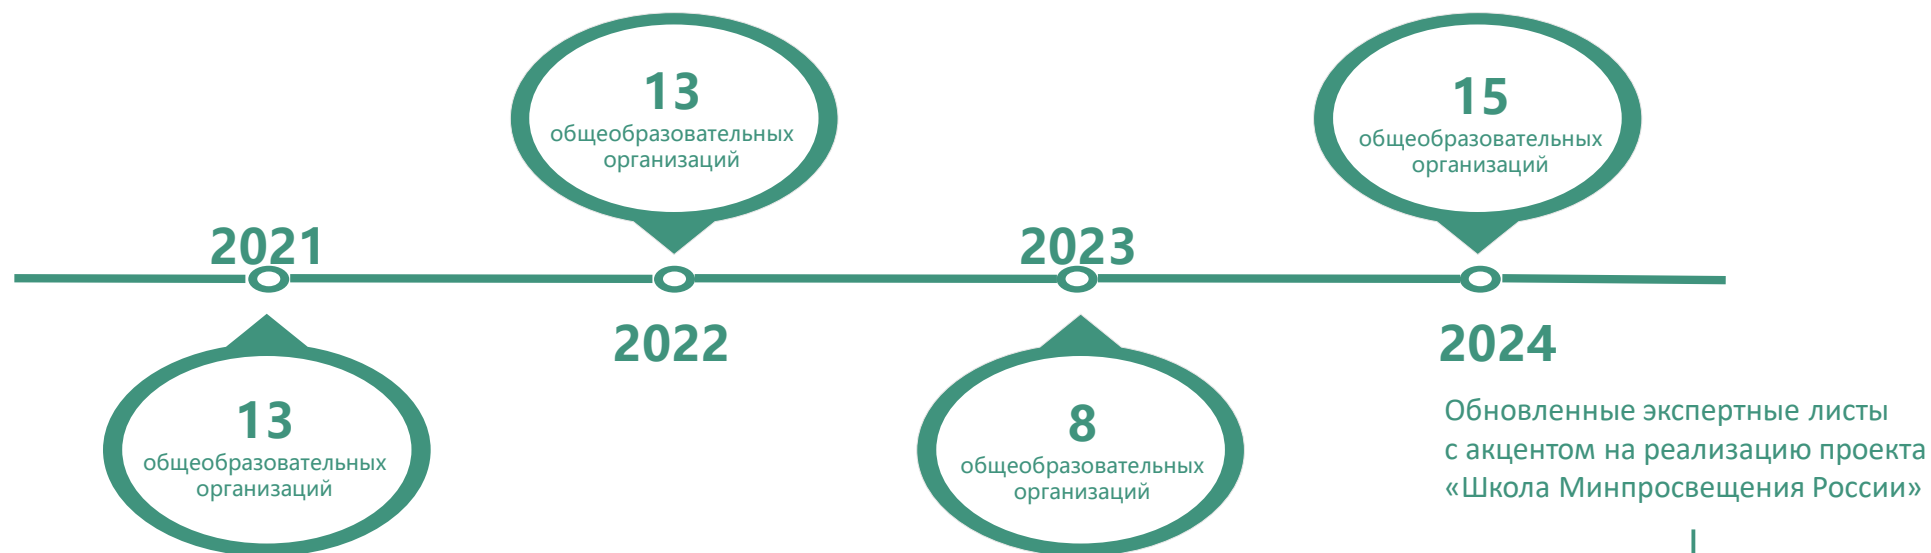 2021
13
общеобразовательных
организаций
13
общеобразовательных
организаций
2022
2023
8
общеобразовательных
организаций
15
общеобразовательных
организаций
2024
Обновленные экспертные листы
с акцентом на реализацию проекта
«Школа Минпросвещения России»